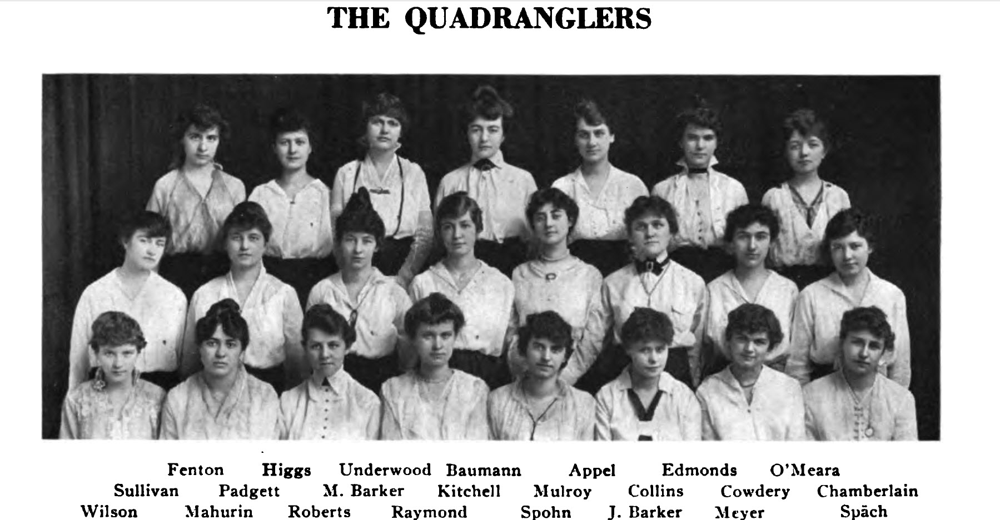 THE QUADRANGLERS
Fenton Higgs Underwood Baumann Appel Edmonds O'Meara
Sullivan Padgett M. Barker Kitchell Mulroy Collins Cowdery Chamberlain
Wilson Mahurin Roberts Raymond Spohn J. Barker Meyer Späch